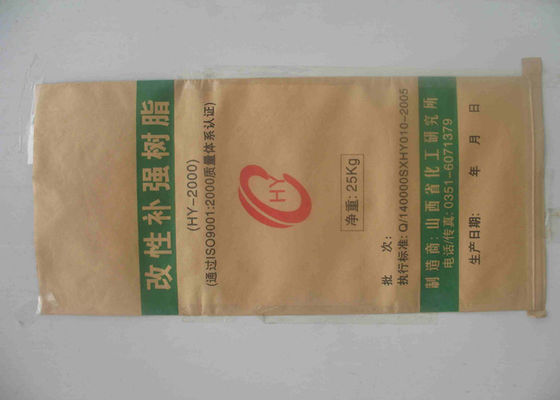 改性补强树脂
(HY-2000)
(通过ISO9001:2000质量体系认证)
HY
净重: 25Kg
批 次:
执行标准: Q/140000SXHY010-2005
制造商: 山西省化工研究所
电话/传真: 0351-6071379
生产日期: 年 月 日